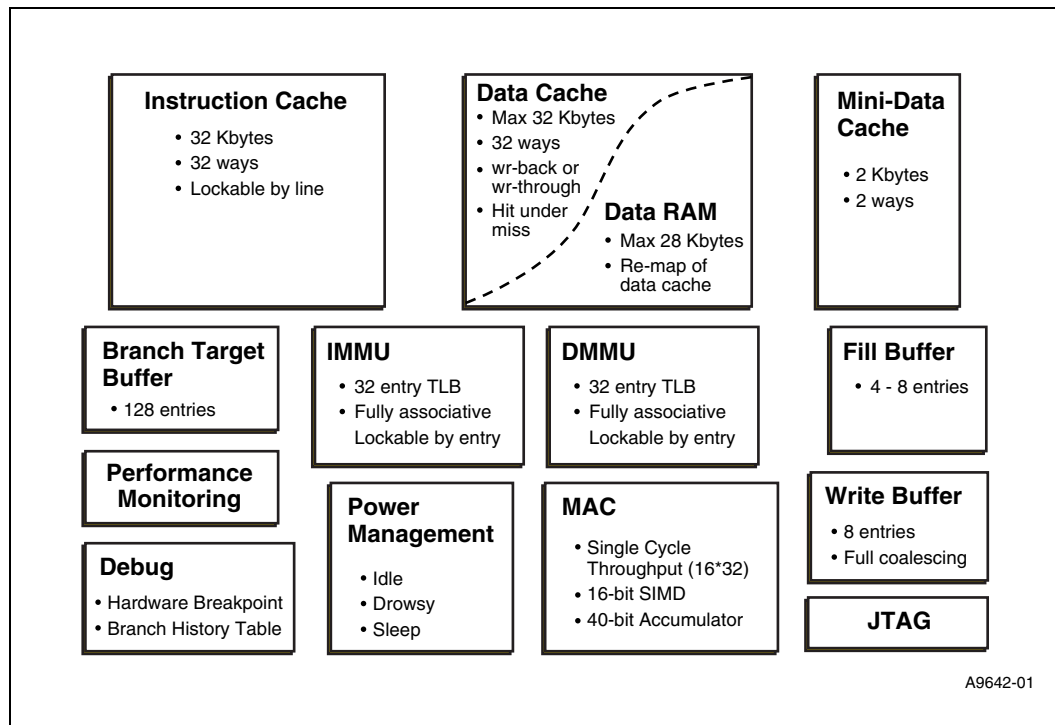 Instruction Cache
• 32 Kbytes
• 32 ways
• Lockable by line
Data Cache
• Max 32 Kbytes
• 32 ways
• wr-back or
wr-through
• Hit under
miss
Data RAM
• Max 28 Kbytes
• Re-map of
data cache
Mini-Data
Cache
• 2 Kbytes
• 2 ways
Branch Target
Buffer
• 128 entries
IMMU
• 32 entry TLB
• Fully associative
Lockable by entry
DMMU
• 32 entry TLB
• Fully associative
Lockable by entry
Fill Buffer
• 4 - 8 entries
Performance
Monitoring
Power
Management
• Idle
• Drowsy
• Sleep
MAC
• Single Cycle
Throughput (16*32)
• 16-bit SIMD
• 40-bit Accumulator
Write Buffer
• 8 entries
• Full coalescing
Debug
• Hardware Breakpoint
• Branch History Table
JTAG
A9642-01